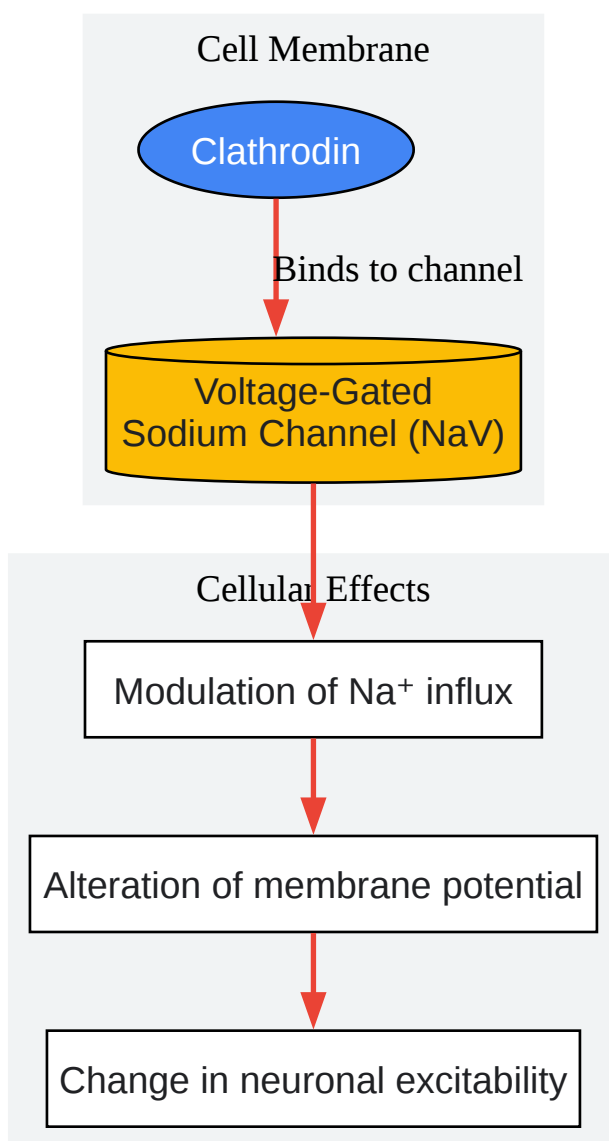 Cell Membrane
Clathrodin
Binds to channel
Voltage-Gated
Sodium Channel (NaV)
Cellular Effects
Modulation of Na⁺ influx
Alteration of membrane potential
Change in neuronal excitability